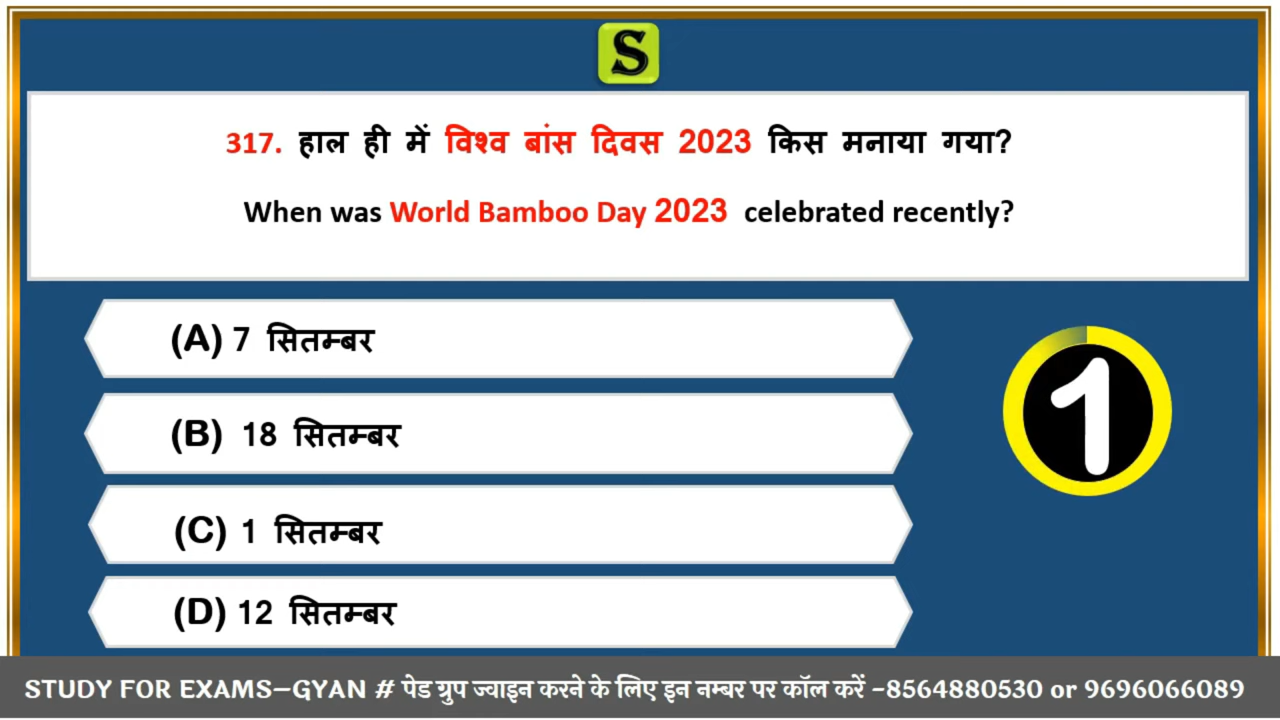 S
317. हाल ही में विश्व बांस दिवस 2023 किस मनाया गया?
When was World Bamboo Day 2023 celebrated recently?
(A) 7 सितम्बर
(B) 18 सितम्बर
(C) 1 सितम्बर
(D) 12 सितम्बर
1
STUDY FOR EXAMS–GYAN # पेड ग्रुप ज्वाइन करने के लिए इन नम्बर पर कॉल करें –8564880530 or 9696066089